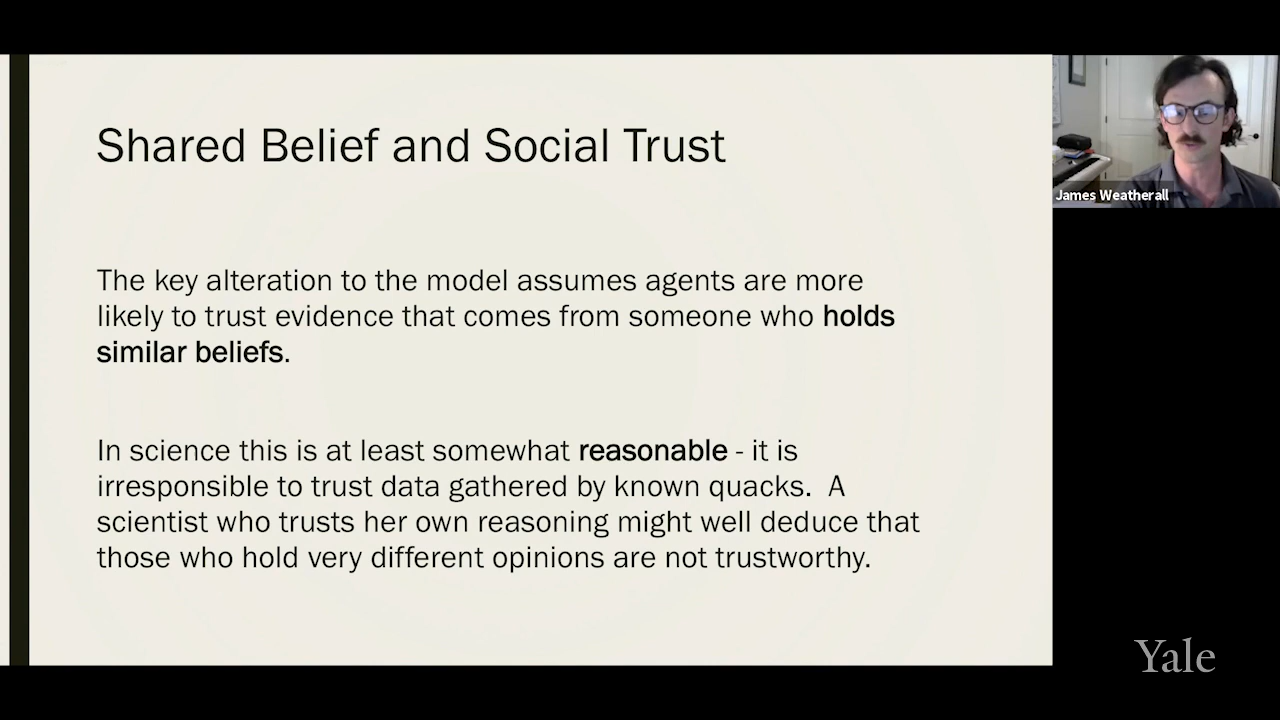 Shared Belief and Social Trust
The key alteration to the model assumes agents are more
likely to trust evidence that comes from someone who holds
similar beliefs.
In science this is at least somewhat reasonable - it is
irresponsible to trust data gathered by known quacks.  A
scientist who trusts her own reasoning might well deduce that
those who hold very different opinions are not trustworthy.
James Weatherall
Yale